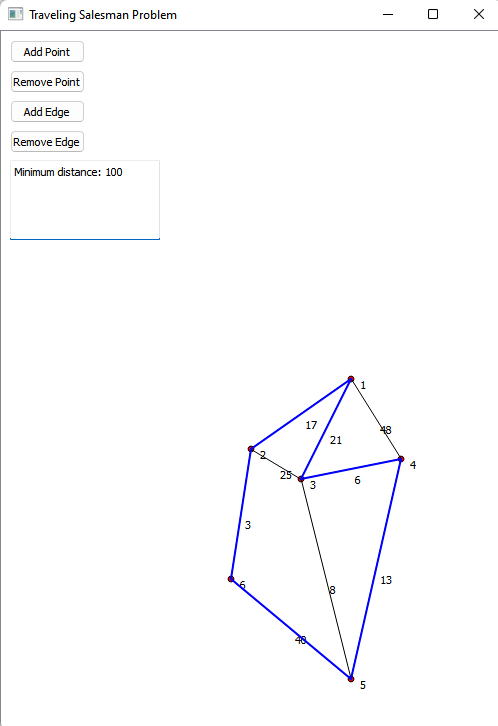 Traveling Salesman Problem
Add Point
Remove Point
Add Edge
Remove Edge
Minimum distance: 100
1
17
48
21
2
4
25
3
6
3
13
6
8
40
5